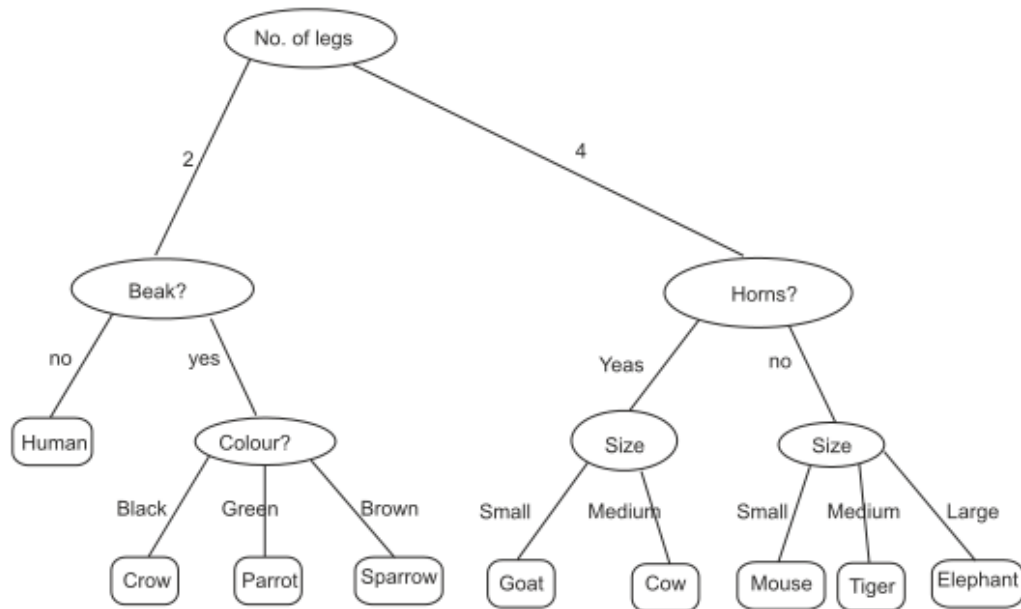 No. of legs
2
4
Beak?
Horns?
no
yes
Yeas
no
Human
Colour?
Size
Size
Black
Green
Brown
Small
Medium
Small
Medium
Large
Crow
Parrot
Sparrow
Goat
Cow
Mouse
Tiger
Elephant